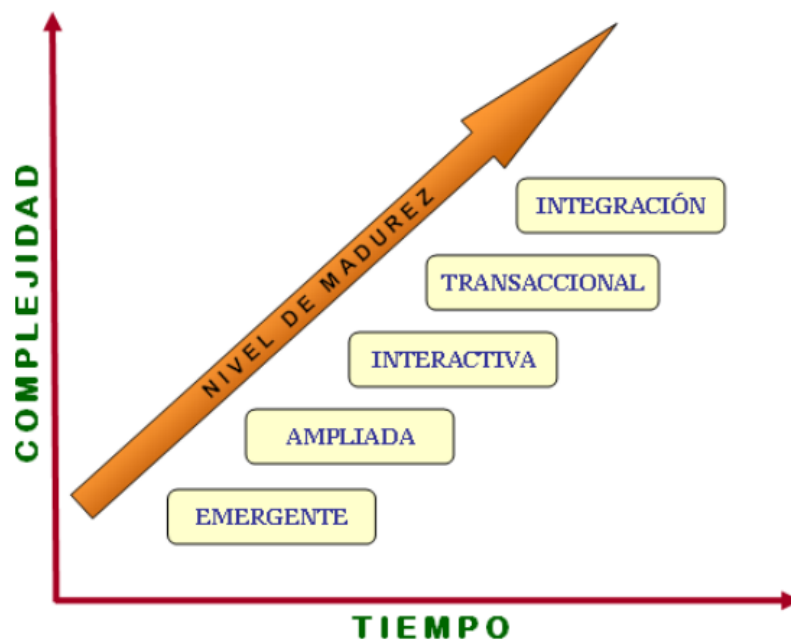 COMPLEJIDAD
NIVEL DE MADUREZ
INTEGRACIÓN
TRANSACCIONAL
INTERACTIVA
AMPLIADA
EMERGENTE
TIEMPO